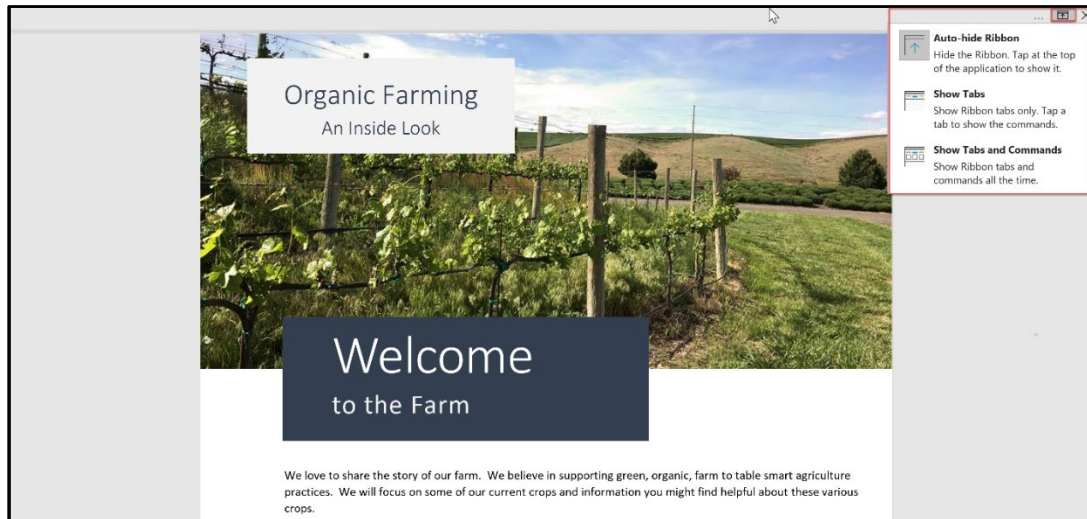 ...
Auto-hide Ribbon
Hide the Ribbon. Tap at the top
of the application to show it.
Show Tabs
Show Ribbon tabs only. Tap a
tab to show the commands.
Show Tabs and Commands
Show Ribbon tabs and
commands all the time.
Organic Farming
An Inside Look
Welcome
to the Farm
We love to share the story of our farm.  We believe in supporting green, organic, farm to table smart agriculture
practices.  We will focus on some of our current crops and information you might find helpful about these various
crops.